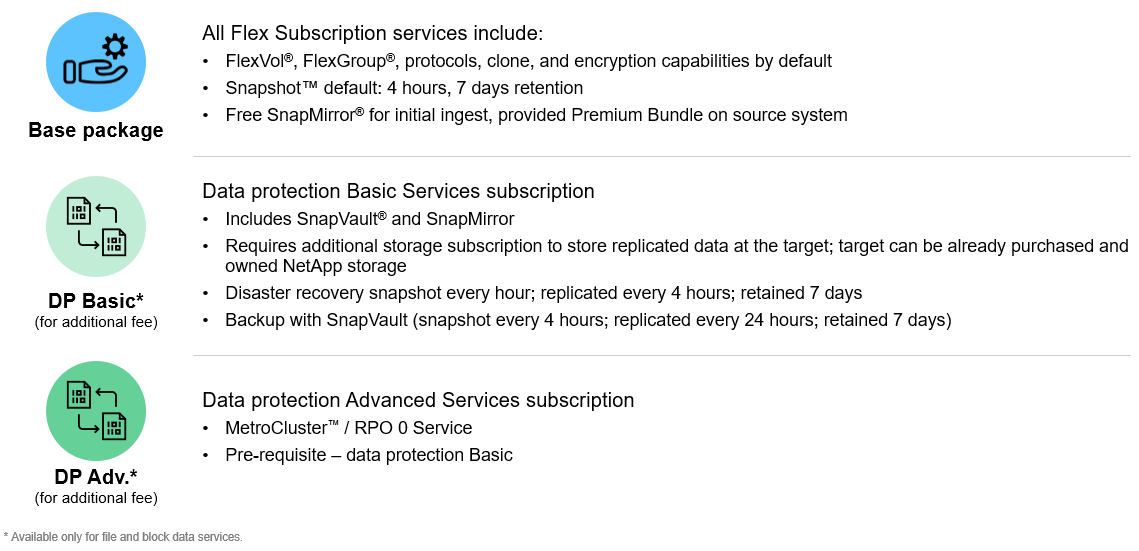 All Flex Subscription services include:
• FlexVol®, FlexGroup®, protocols, clone, and encryption capabilities by default
• Snapshot™ default: 4 hours, 7 days retention
• Free SnapMirror® for initial ingest, provided Premium Bundle on source system
Base package
Data protection Basic Services subscription
• Includes SnapVault® and SnapMirror
• Requires additional storage subscription to store replicated data at the target; target can be already purchased and
owned NetApp storage
• Disaster recovery snapshot every hour; replicated every 4 hours; retained 7 days
• Backup with SnapVault (snapshot every 4 hours; replicated every 24 hours; retained 7 days)
DP Basic*
(for additional fee)
Data protection Advanced Services subscription
• MetroCluster™ / RPO 0 Service
• Pre-requisite – data protection Basic
DP Adv.*
(for additional fee)
* Available only for file and block data services.